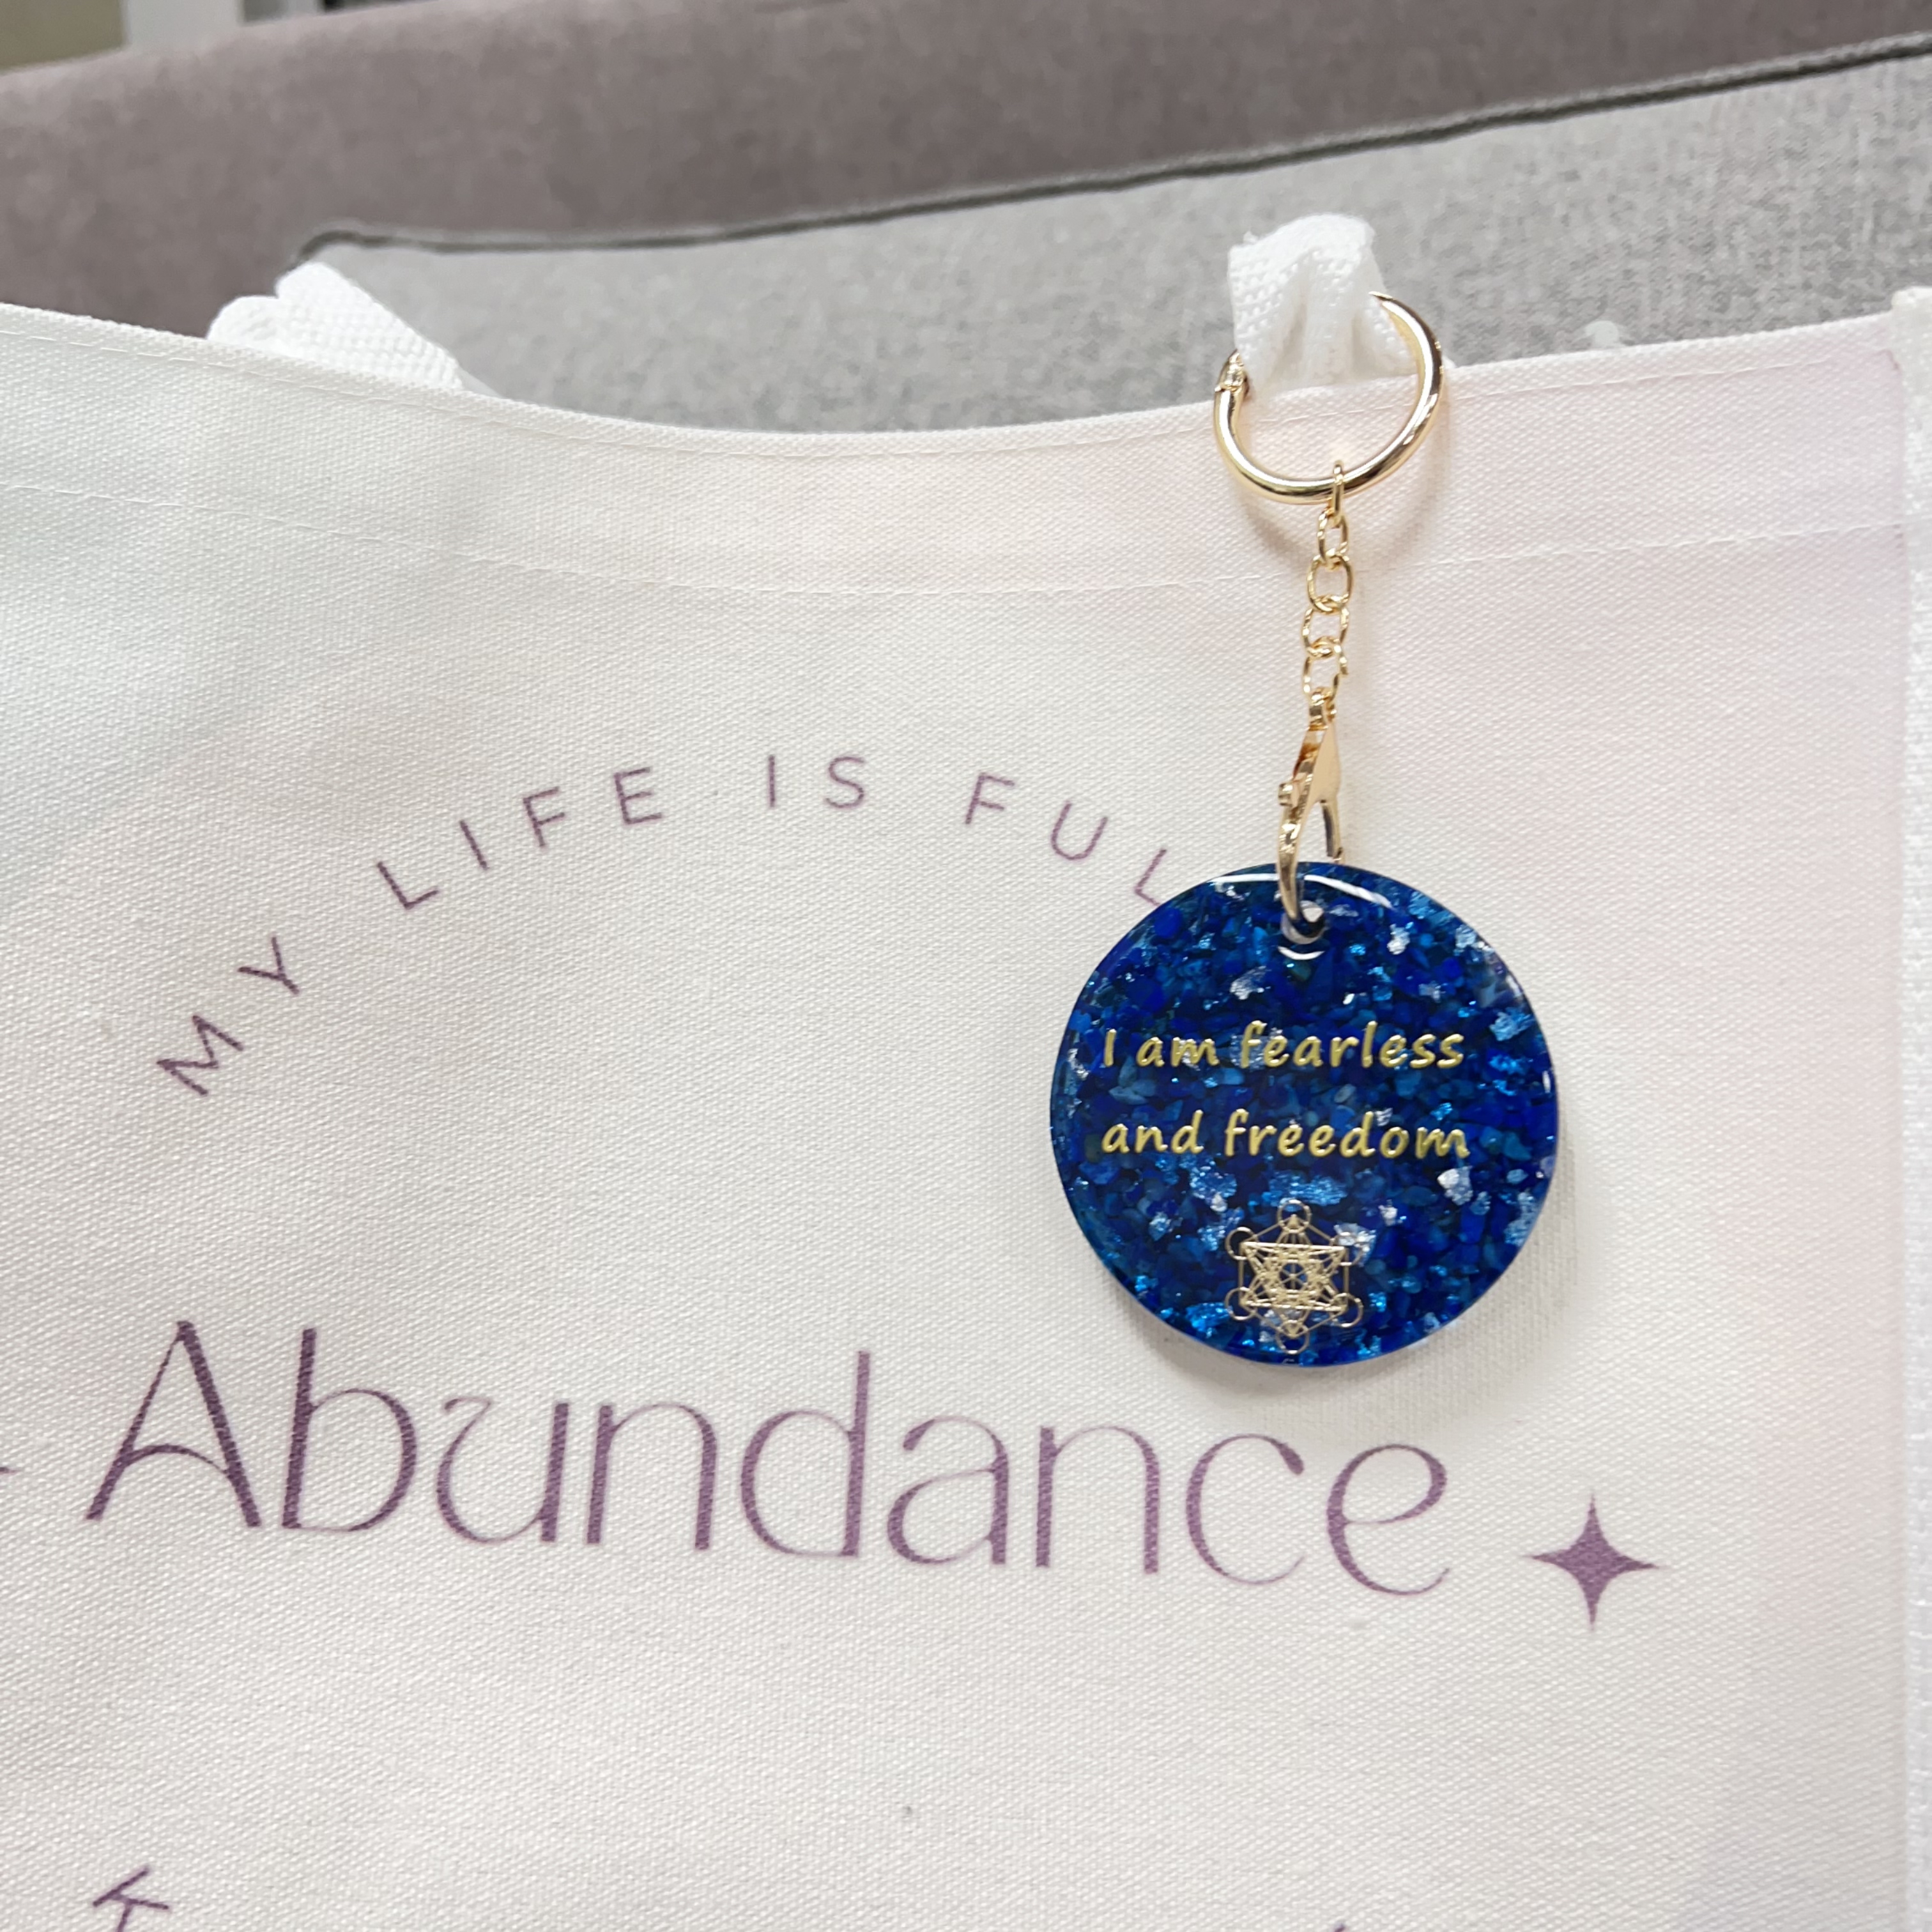 MY LIFE IS FUL
Abundance
I am fearless
and freedom